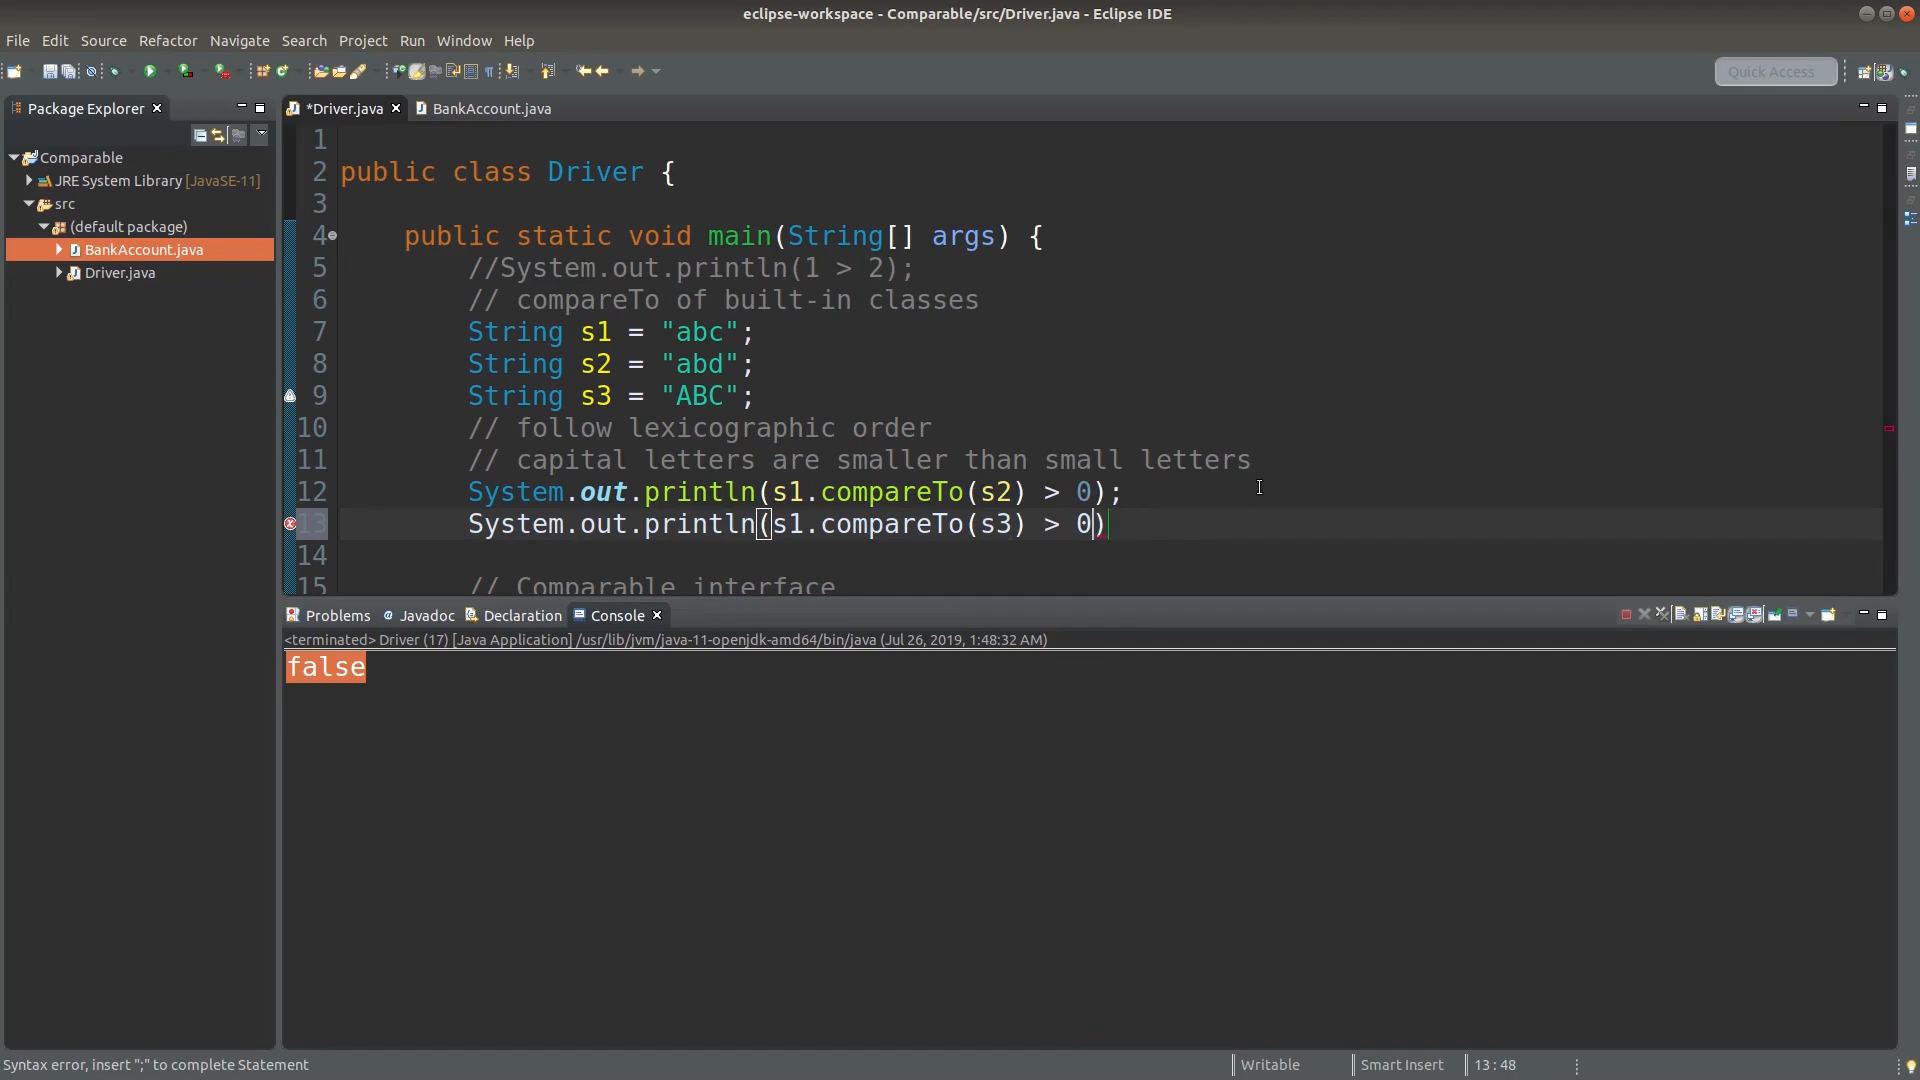 eclipse-workspace - Comparable/src/Driver.java - Eclipse IDE
File Edit Source Refactor Navigate Search Project Run Window Help
Quick Access
Package Explorer
*Driver.java
BankAccount.java
Comparable
JRE System Library [JavaSE-11]
src
(default package)
BankAccount.java
Driver.java
1
2 public class Driver {
3
4 public static void main(String[] args) {
5 //System.out.println(1 > 2);
6 // compareTo of built-in classes
7 String s1 = "abc";
8 String s2 = "abd";
9 String s3 = "ABC";
10 // follow lexicographic order
11 // capital letters are smaller than small letters
12 System.out.println(s1.compareTo(s2) > 0);
13 System.out.println(s1.compareTo(s3) > 0)
14
15 // Comparable interface
Problems @ Javadoc Declaration Console
<terminated> Driver (17) [Java Application] /usr/lib/jvm/java-11-openjdk-amd64/bin/java (Jul 26, 2019, 1:48:32 AM)
false
Syntax error, insert ";" to complete Statement
Writable
Smart Insert
13 : 48